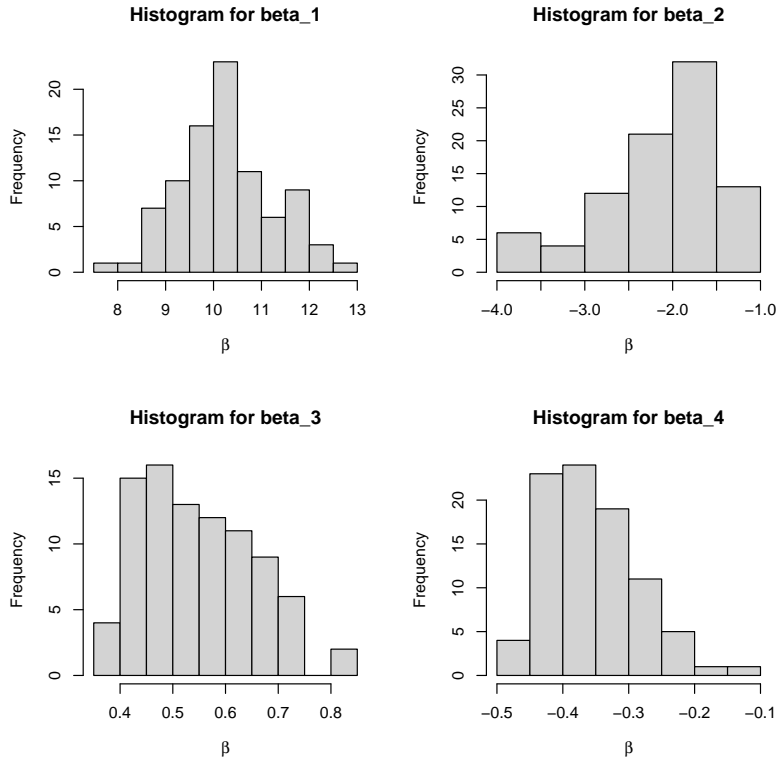 Histogram for beta_1
Frequency
0 5 10 15 20
8 9 10 11 12 13
β
Histogram for beta_2
Frequency
0 5 10 15 20 25 30
−4.0 −3.0 −2.0 −1.0
β
Histogram for beta_3
Frequency
0 5 10 15
0.4 0.5 0.6 0.7 0.8
β
Histogram for beta_4
Frequency
0 5 10 15 20
−0.5 −0.4 −0.3 −0.2 −0.1
β